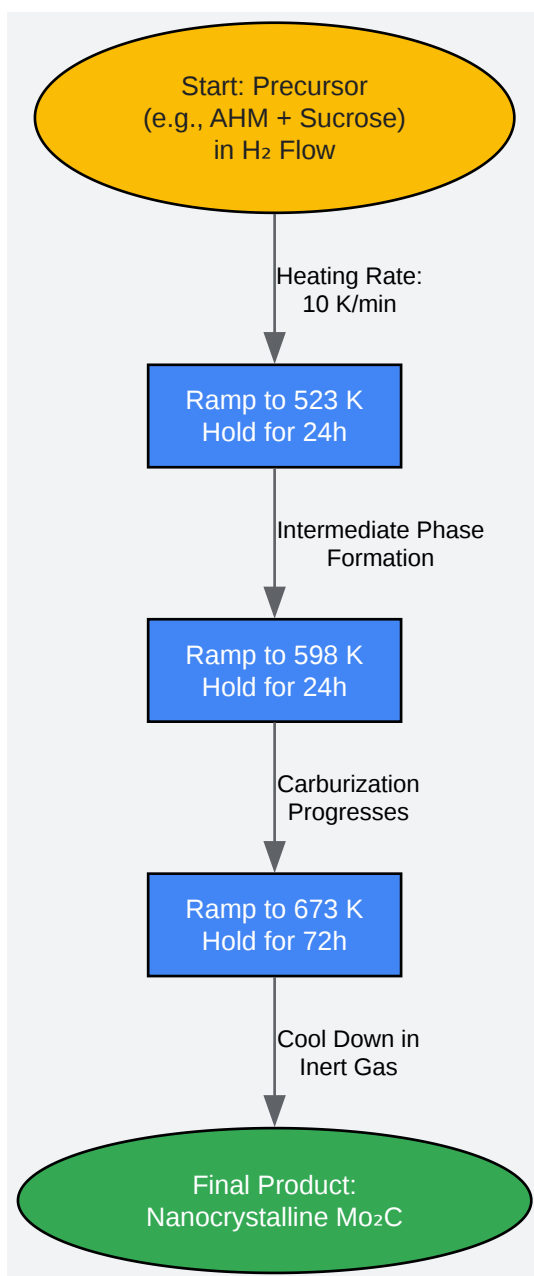 Start: Precursor
(e.g., AHM + Sucrose)
in H₂ Flow
Heating Rate:
10 K/min
Ramp to 523 K
Hold for 24h
Intermediate Phase
Formation
Ramp to 598 K
Hold for 24h
Carburization
Progresses
Ramp to 673 K
Hold for 72h
Cool Down in
Inert Gas
Final Product:
Nanocrystalline Mo₂C